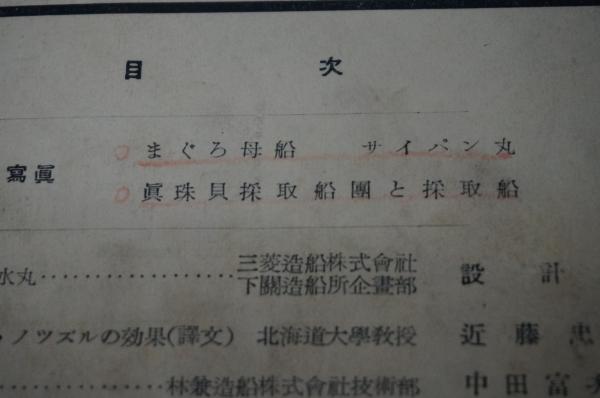 目次
寫眞 まぐろ母船 サイパン丸
眞珠貝採取船團と採取船
水丸 三菱造船株式會社 設計
下關造船所企畫部
・ノツズルの効果(譯文) 北海道大學教授 近藤忠
林兼造船株式會社技術部 中田富